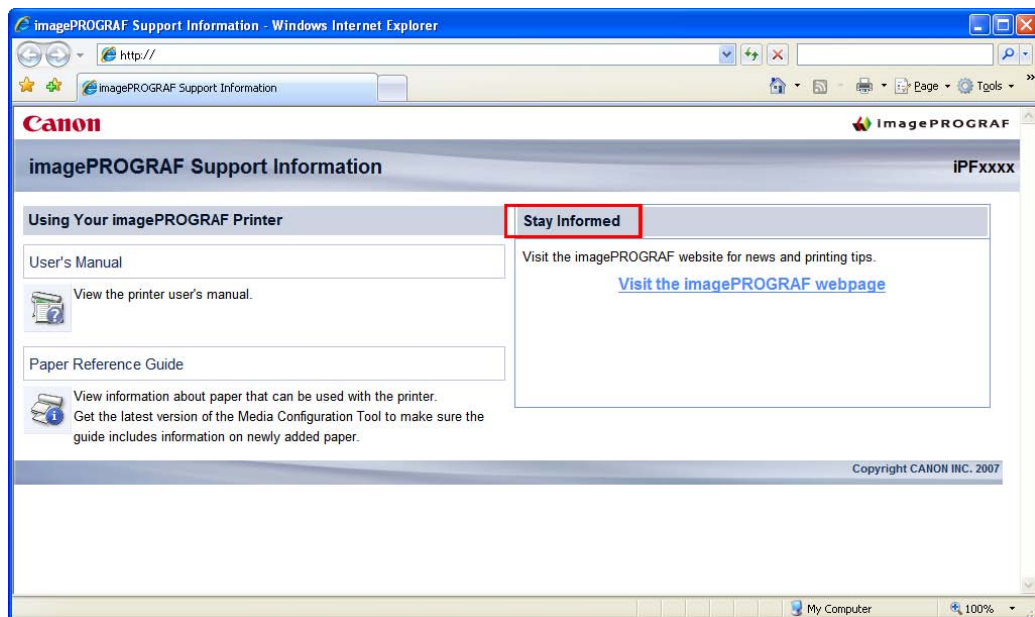 imagePROGRAF Support Information - Windows Internet Explorer
http://
imagePROGRAF Support Information
Page
Tools
»
Canon
imagePROGRAF
imagePROGRAF Support Information
iPFxxxx
Using Your imagePROGRAF Printer
User's Manual
View the printer user's manual.
Paper Reference Guide
View information about paper that can be used with the printer.
Get the latest version of the Media Configuration Tool to make sure the
guide includes information on newly added paper.
Stay Informed
Visit the imagePROGRAF website for news and printing tips.
Visit the imagePROGRAF webpage
Copyright CANON INC. 2007
My Computer
100%